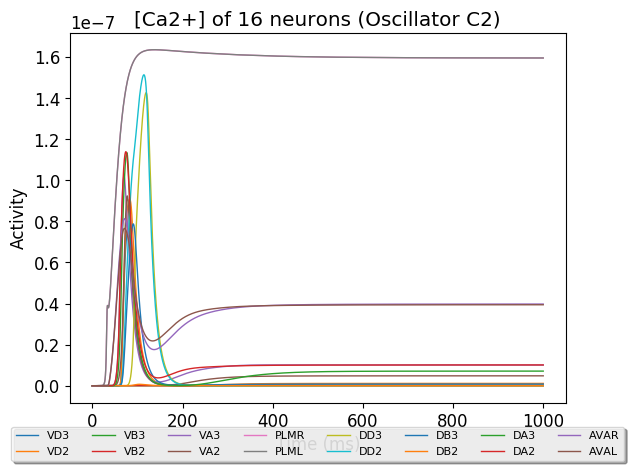 [Ca2+] of 16 neurons (Oscillator C2)
1e−7
1.6
1.4
1.2
1.0
0.8
0.6
0.4
0.2
0.0
Activity
0 200 400 600 800 1000
Time (ms)
VD3 VB3 VA3 PLMR DD3 DB3 DA3 AVAR
VD2 VB2 VA2 PLML DD2 DB2 DA2 AVAL